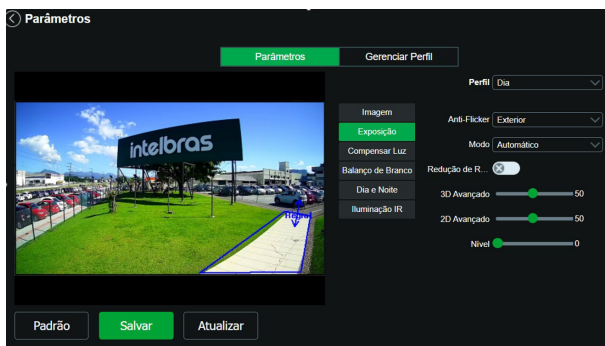 Parâmetros
Parâmetros Gerenciar Perfil
Perfil Dia
intelbras
Imagem
Exposição
Compensar Luz
Balanço de Branco
Dia e Noite
Iluminação IR
Anti-Flicker Exterior
Modo Automático
Redução de R...
3D Avançado 50
2D Avançado 50
Nível 0
Padrão Salvar Atualizar